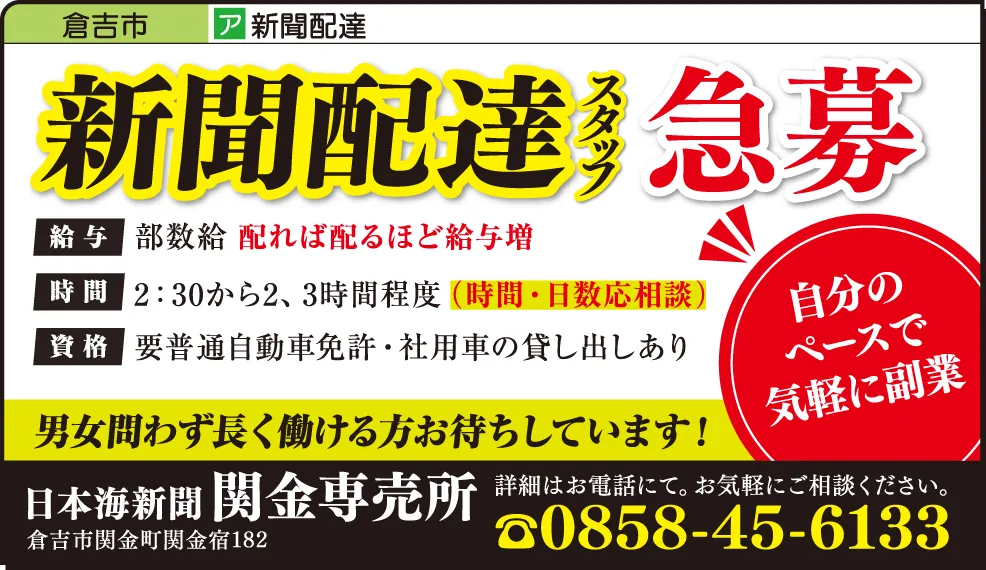 倉吉市
ア 新聞配達
新聞配達スタッフ 急募
給与 部数給 配れば配るほど給与増
時間 2：30から2、3時間程度（時間・日数応相談）
資格 要普通自動車免許・社用車の貸し出しあり
自分の
ペースで
気軽に副業
男女問わず長く働ける方お待ちしています！
日本海新聞 関金専売所
倉吉市関金町関金宿182
詳細はお電話にて。お気軽にご相談ください。
☎0858-45-6133